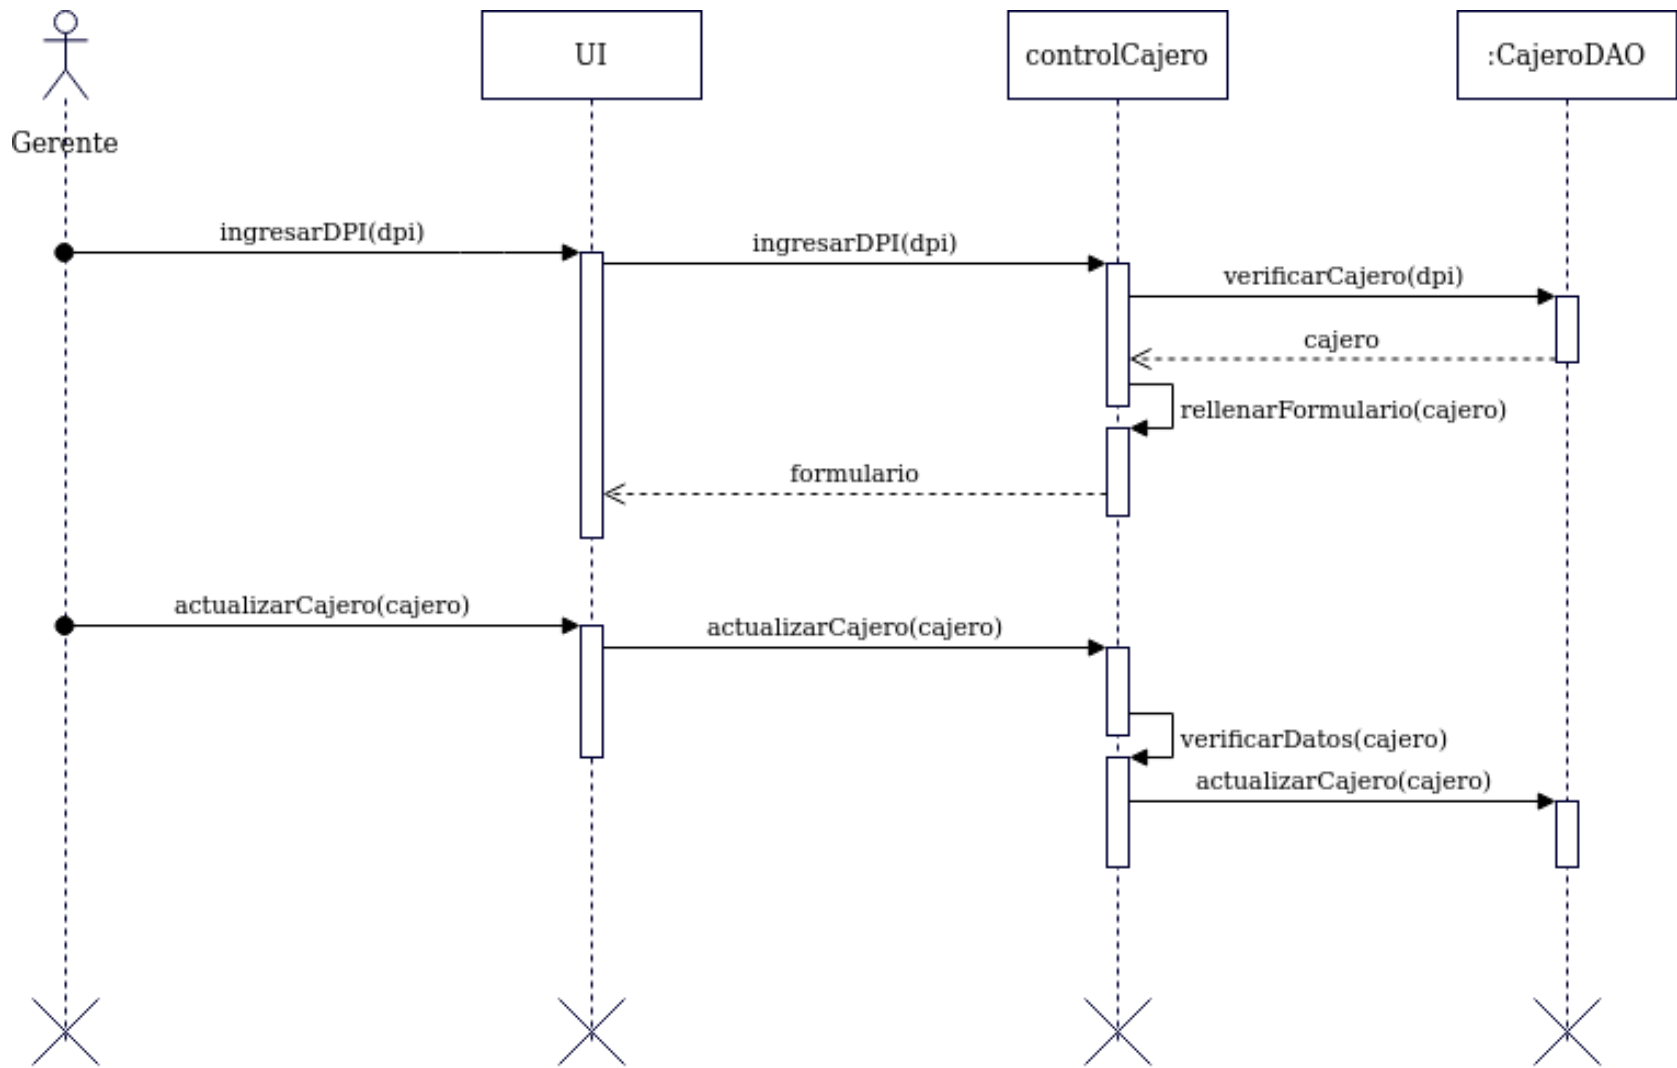 UI
controlCajero
:CajeroDAO
Gerente
ingresarDPI(dpi)
ingresarDPI(dpi)
verificarCajero(dpi)
cajero
rellenarFormulario(cajero)
formulario
actualizarCajero(cajero)
actualizarCajero(cajero)
verificarDatos(cajero)
actualizarCajero(cajero)